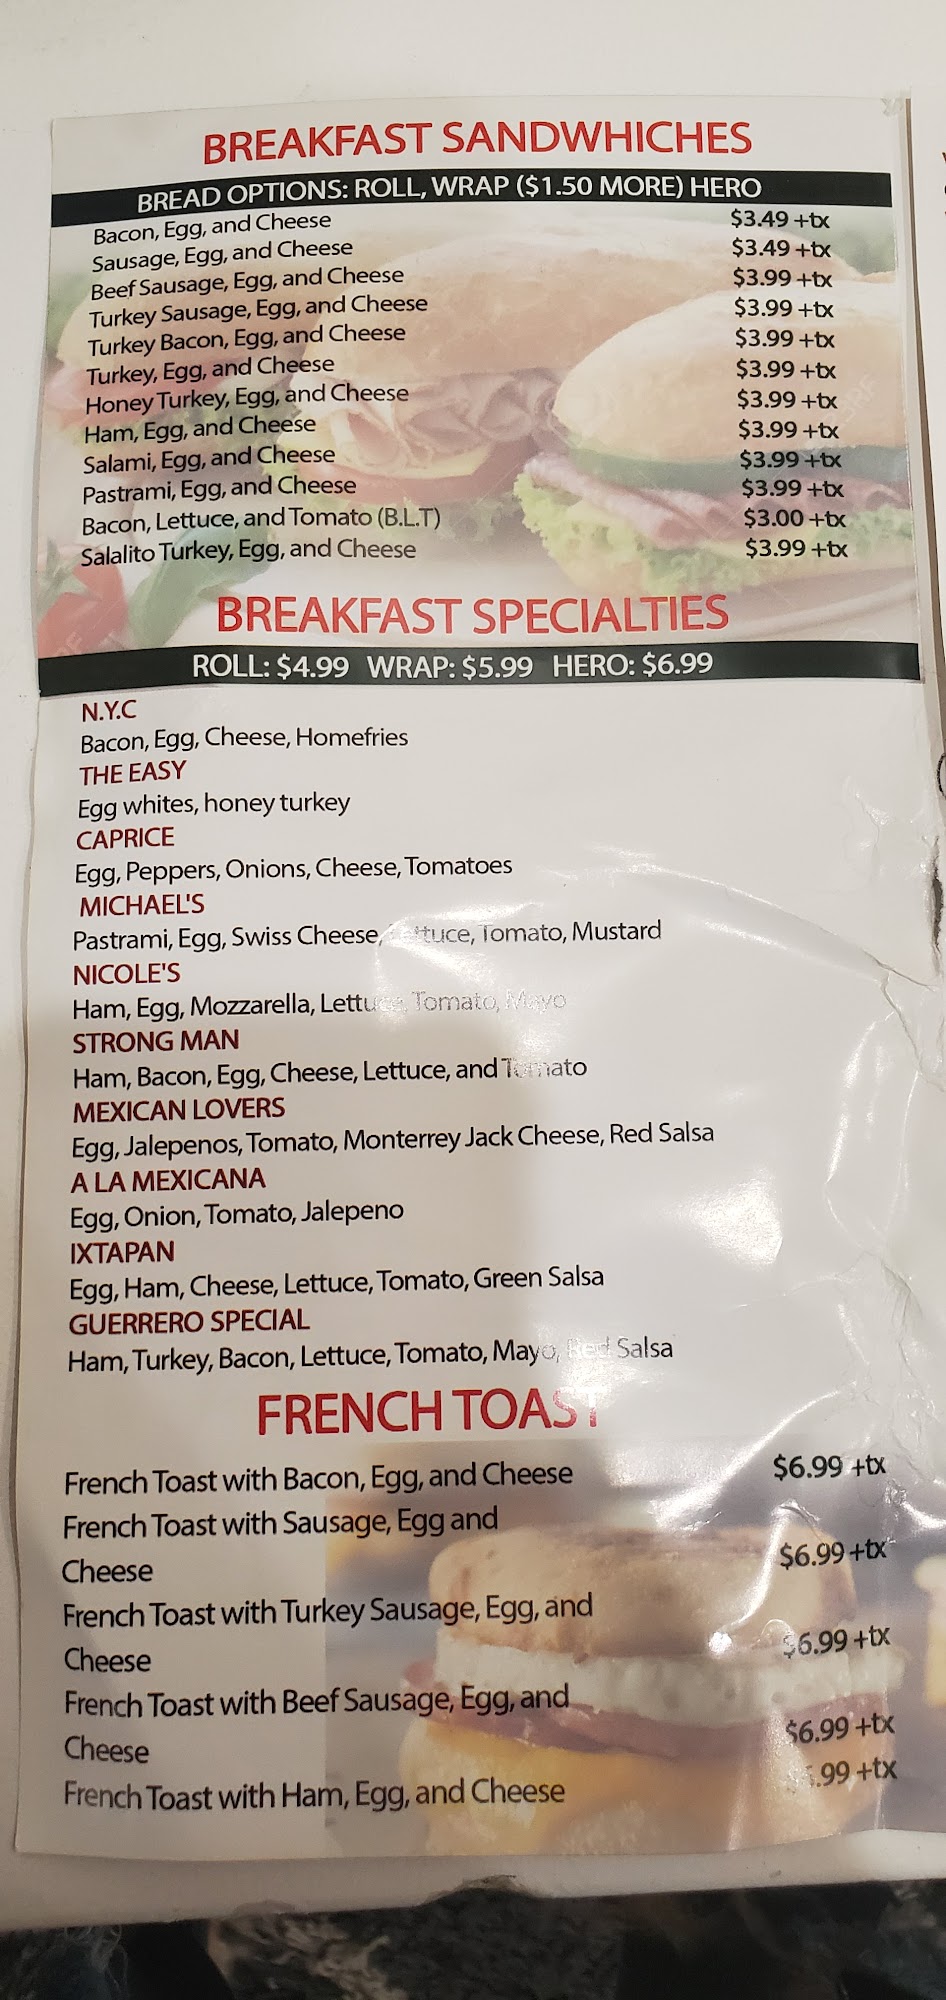 BREAKFAST SANDWHICHES
BREAD OPTIONS: ROLL, WRAP ($1.50 MORE) HERO
Bacon, Egg, and Cheese $3.49 +tx
Sausage, Egg, and Cheese $3.49 +tx
Beef Sausage, Egg, and Cheese $3.99 +tx
Turkey Sausage, Egg, and Cheese $3.99 +tx
Turkey Bacon, Egg, and Cheese $3.99 +tx
Turkey, Egg, and Cheese $3.99 +tx
Honey Turkey, Egg, and Cheese $3.99 +tx
Ham, Egg, and Cheese $3.99 +tx
Salami, Egg, and Cheese $3.99 +tx
Pastrami, Egg, and Cheese $3.99 +tx
Bacon, Lettuce, and Tomato (B.L.T) $3.00 +tx
Salalito Turkey, Egg, and Cheese $3.99 +tx
BREAKFAST SPECIALTIES
ROLL: $4.99 WRAP: $5.99 HERO: $6.99
N.Y.C
Bacon, Egg, Cheese, Homefries
THE EASY
Egg whites, honey turkey
CAPRICE
Egg, Peppers, Onions, Cheese, Tomatoes
MICHAEL'S
Pastrami, Egg, Swiss Cheese, Lettuce, Tomato, Mustard
NICOLE'S
Ham, Egg, Mozzarella, Lettuce, Tomato, Mayo
STRONG MAN
Ham, Bacon, Egg, Cheese, Lettuce, and Tomato
MEXICAN LOVERS
Egg, Jalepenos, Tomato, Monterrey Jack Cheese, Red Salsa
A LA MEXICANA
Egg, Onion, Tomato, Jalepeno
IXTAPAN
Egg, Ham, Cheese, Lettuce, Tomato, Green Salsa
GUERRERO SPECIAL
Ham, Turkey, Bacon, Lettuce, Tomato, Mayo, Red Salsa
FRENCH TOAST
French Toast with Bacon, Egg, and Cheese $6.99 +tx
French Toast with Sausage, Egg and
Cheese $6.99 +tx
French Toast with Turkey Sausage, Egg, and
Cheese $6.99 +tx
French Toast with Beef Sausage, Egg, and
Cheese $6.99 +tx
French Toast with Ham, Egg, and Cheese +tx